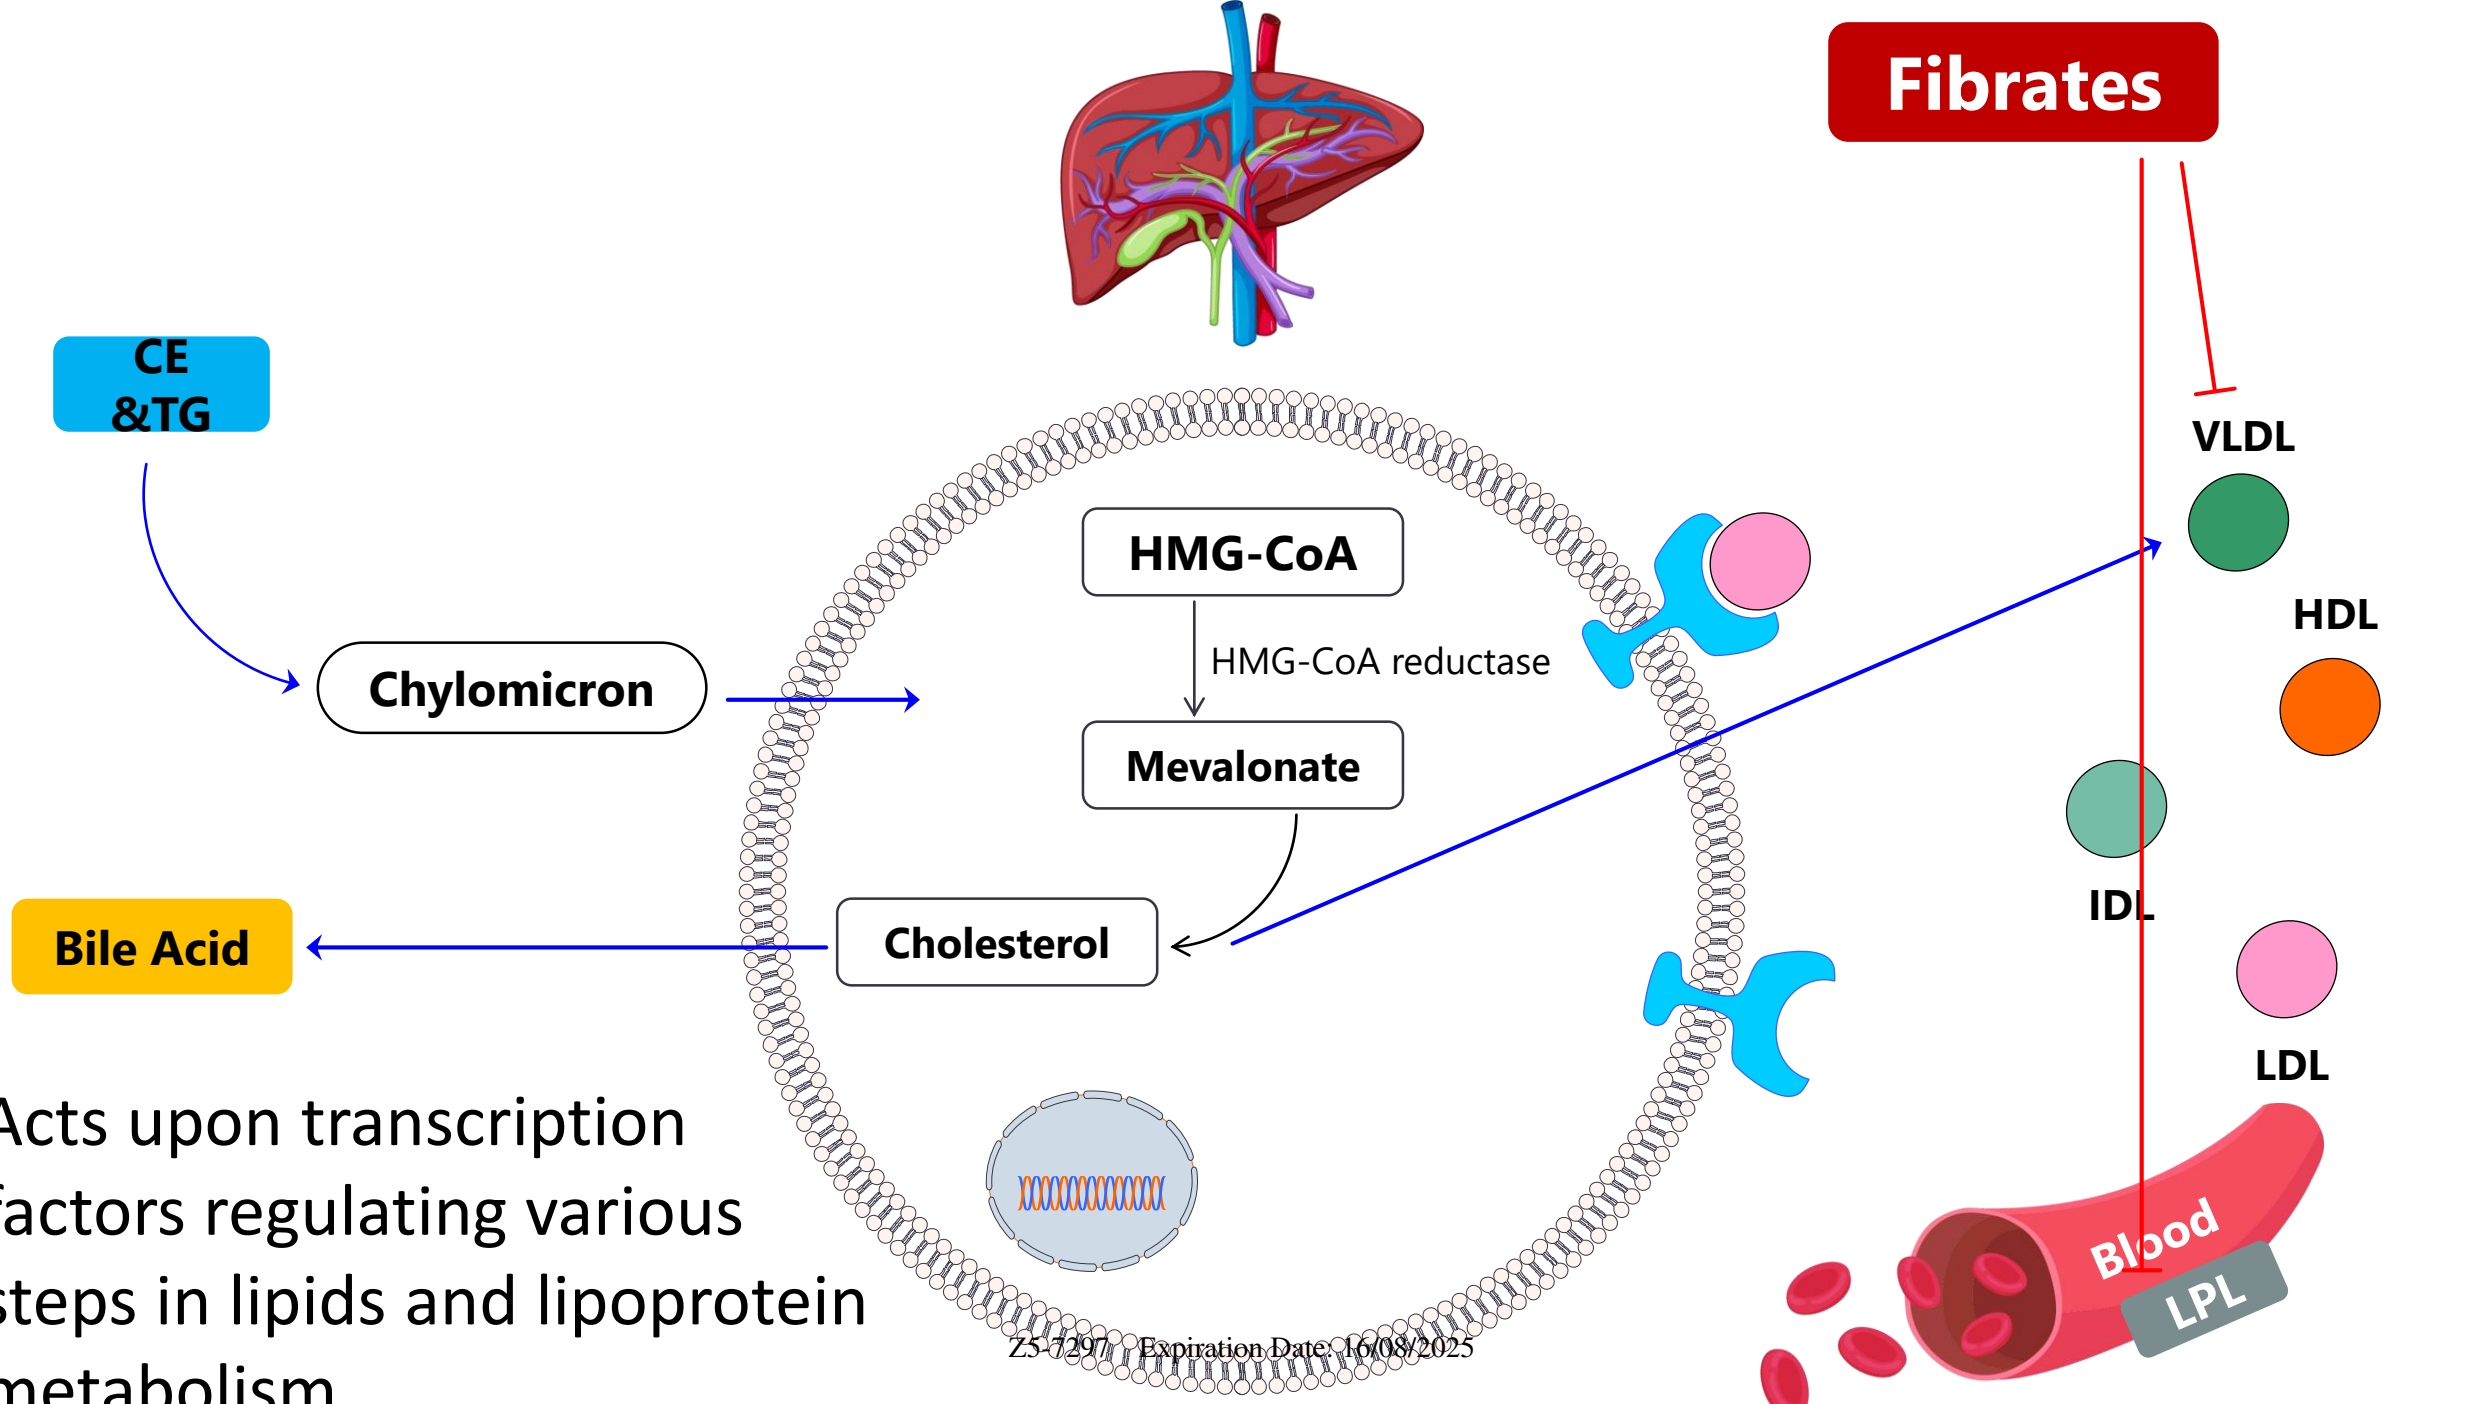 Fibrates
CE
&TG
VLDL
HMG-CoA
HDL
HMG-CoA reductase
Chylomicron
Mevalonate
IDL
Cholesterol
Bile Acid
LDL
Acts upon transcription
factors regulating various
steps in lipids and lipoprotein
metabolism
Blood
LPL
Z5-7297 Expiration Date: 16/08/2025